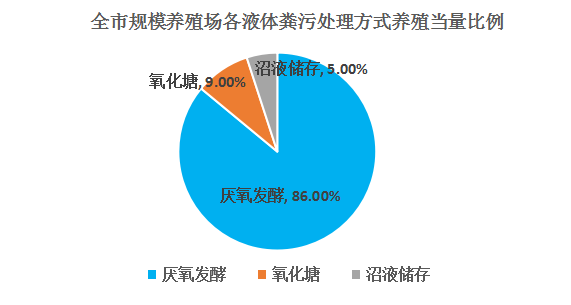 全市规模养殖场各液体粪污处理方式养殖当量比例
沼液储存, 5.00%
氧化塘, 9.00%
厌氧发酵, 86.00%
厌氧发酵 氧化塘 沼液储存